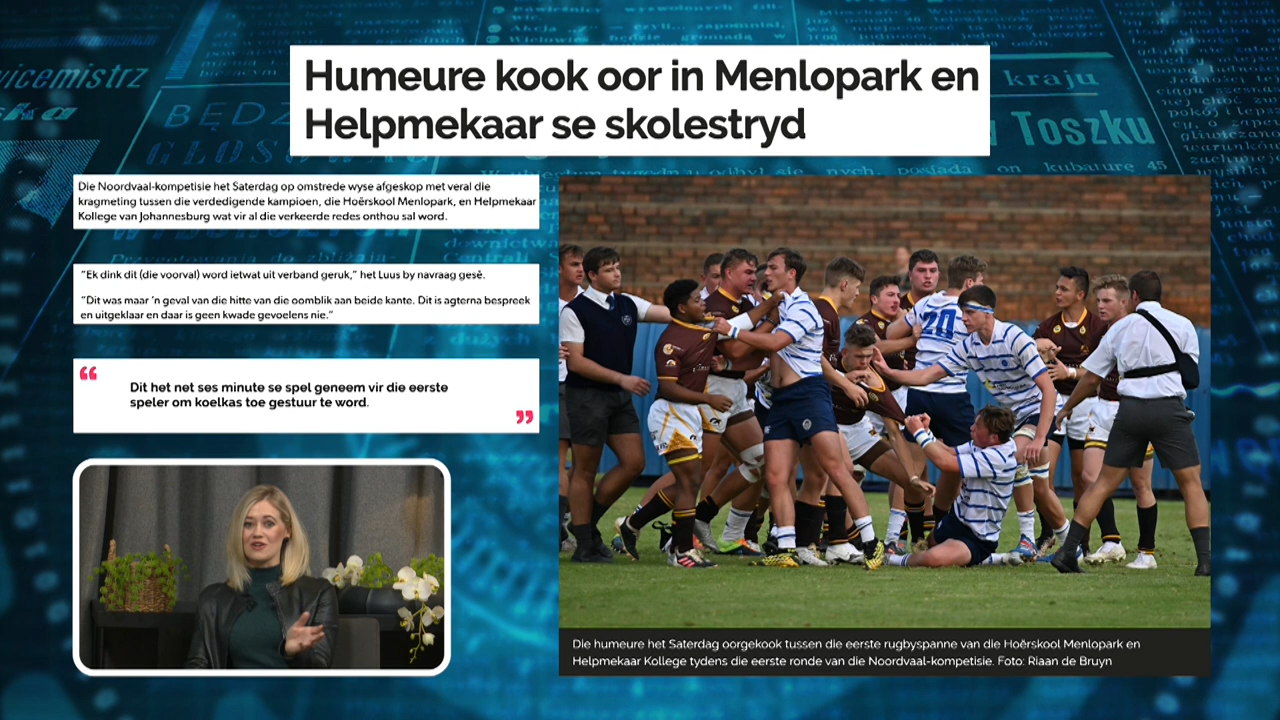 Humeure kook oor in Menlopark en
Helpmekaar se skolestryd
Die Noordvaal-kompetisie het Saterdag op omstrede wyse afgeskop met veral die
kragmeting tussen die verdedigende kampioen, die Hoërskool Menlopark, en Helpmekaar
Kollege van Johannesburg wat vir al die verkeerde redes onthou sal word.
"Ek dink dit (die voorval) word ietwat uit verband geruk," het Luus by navraag gesê.
"Dit was maar 'n geval van die hitte van die oomblik aan beide kante. Dit is agterna bespreek
en uitgeklaar en daar is geen kwade gevoelens nie."
Dit het net ses minute se spel geneem vir die eerste
speler om koelkas toe gestuur te word.
20
Die humeure het Saterdag oorgekook tussen die eerste rugbyspanne van die Hoërskool Menlopark en
Helpmekaar Kollege tydens die eerste ronde van die Noordvaal-kompetisie. Foto: Riaan de Bruyn
vicemistrz
kraju
Toszku